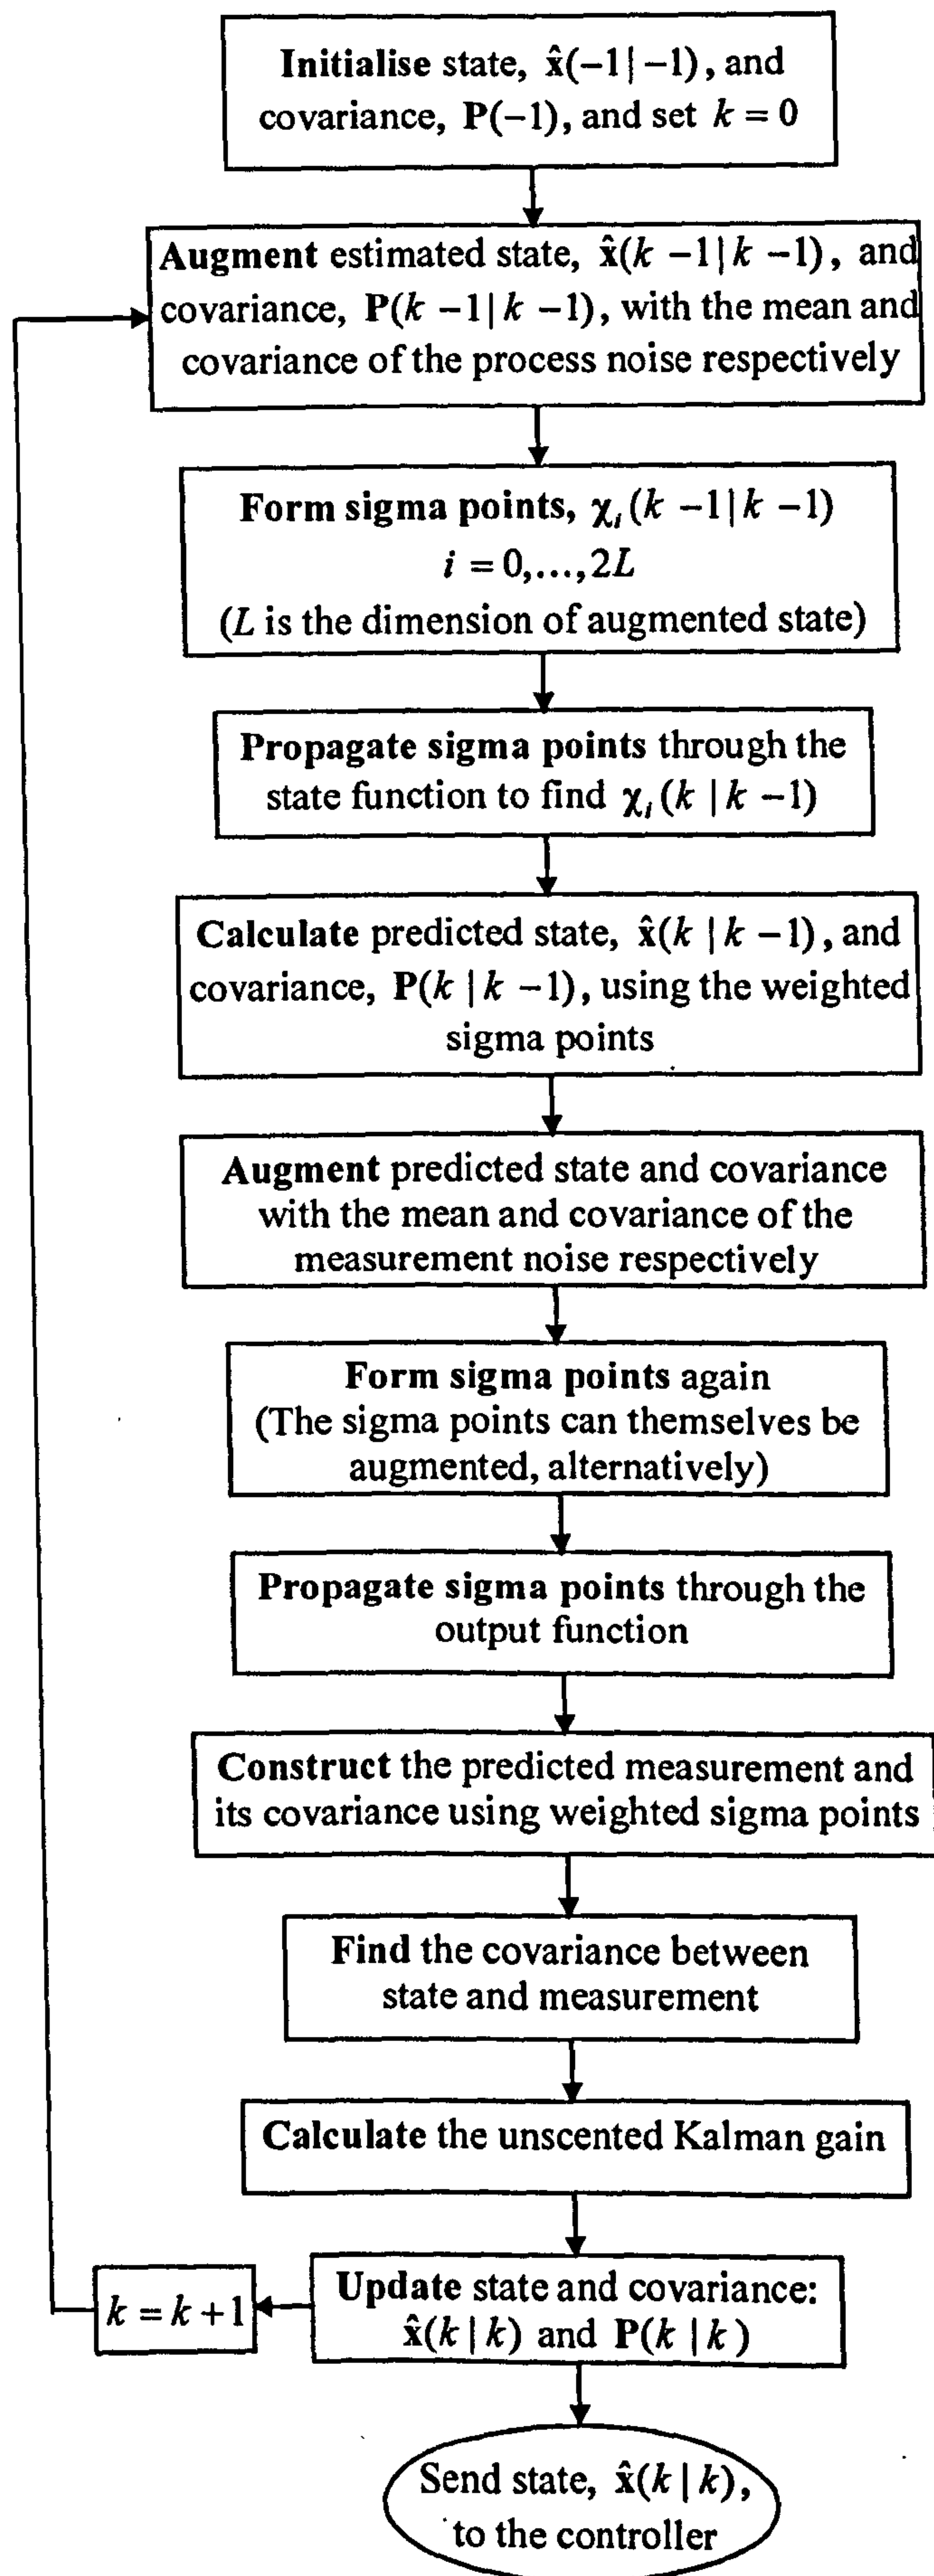 Initialise state, x̂(−1|−1), and
covariance, P(−1), and set k = 0
Augment estimated state, x̂(k −1|k −1), and
covariance, P(k −1|k −1), with the mean and
covariance of the process noise respectively
Form sigma points, χᵢ(k −1|k −1)
i = 0,...,2L
(L is the dimension of augmented state)
Propagate sigma points through the
state function to find χᵢ(k |k −1)
Calculate predicted state, x̂(k |k −1), and
covariance, P(k |k −1), using the weighted
sigma points
Augment predicted state and covariance
with the mean and covariance of the
measurement noise respectively
Form sigma points again
(The sigma points can themselves be
augmented, alternatively)
Propagate sigma points through the
output function
Construct the predicted measurement and
its covariance using weighted sigma points
Find the covariance between
state and measurement
Calculate the unscented Kalman gain
Update state and covariance:
x̂(k |k) and P(k |k)
k = k +1
Send state, x̂(k |k),
to the controller